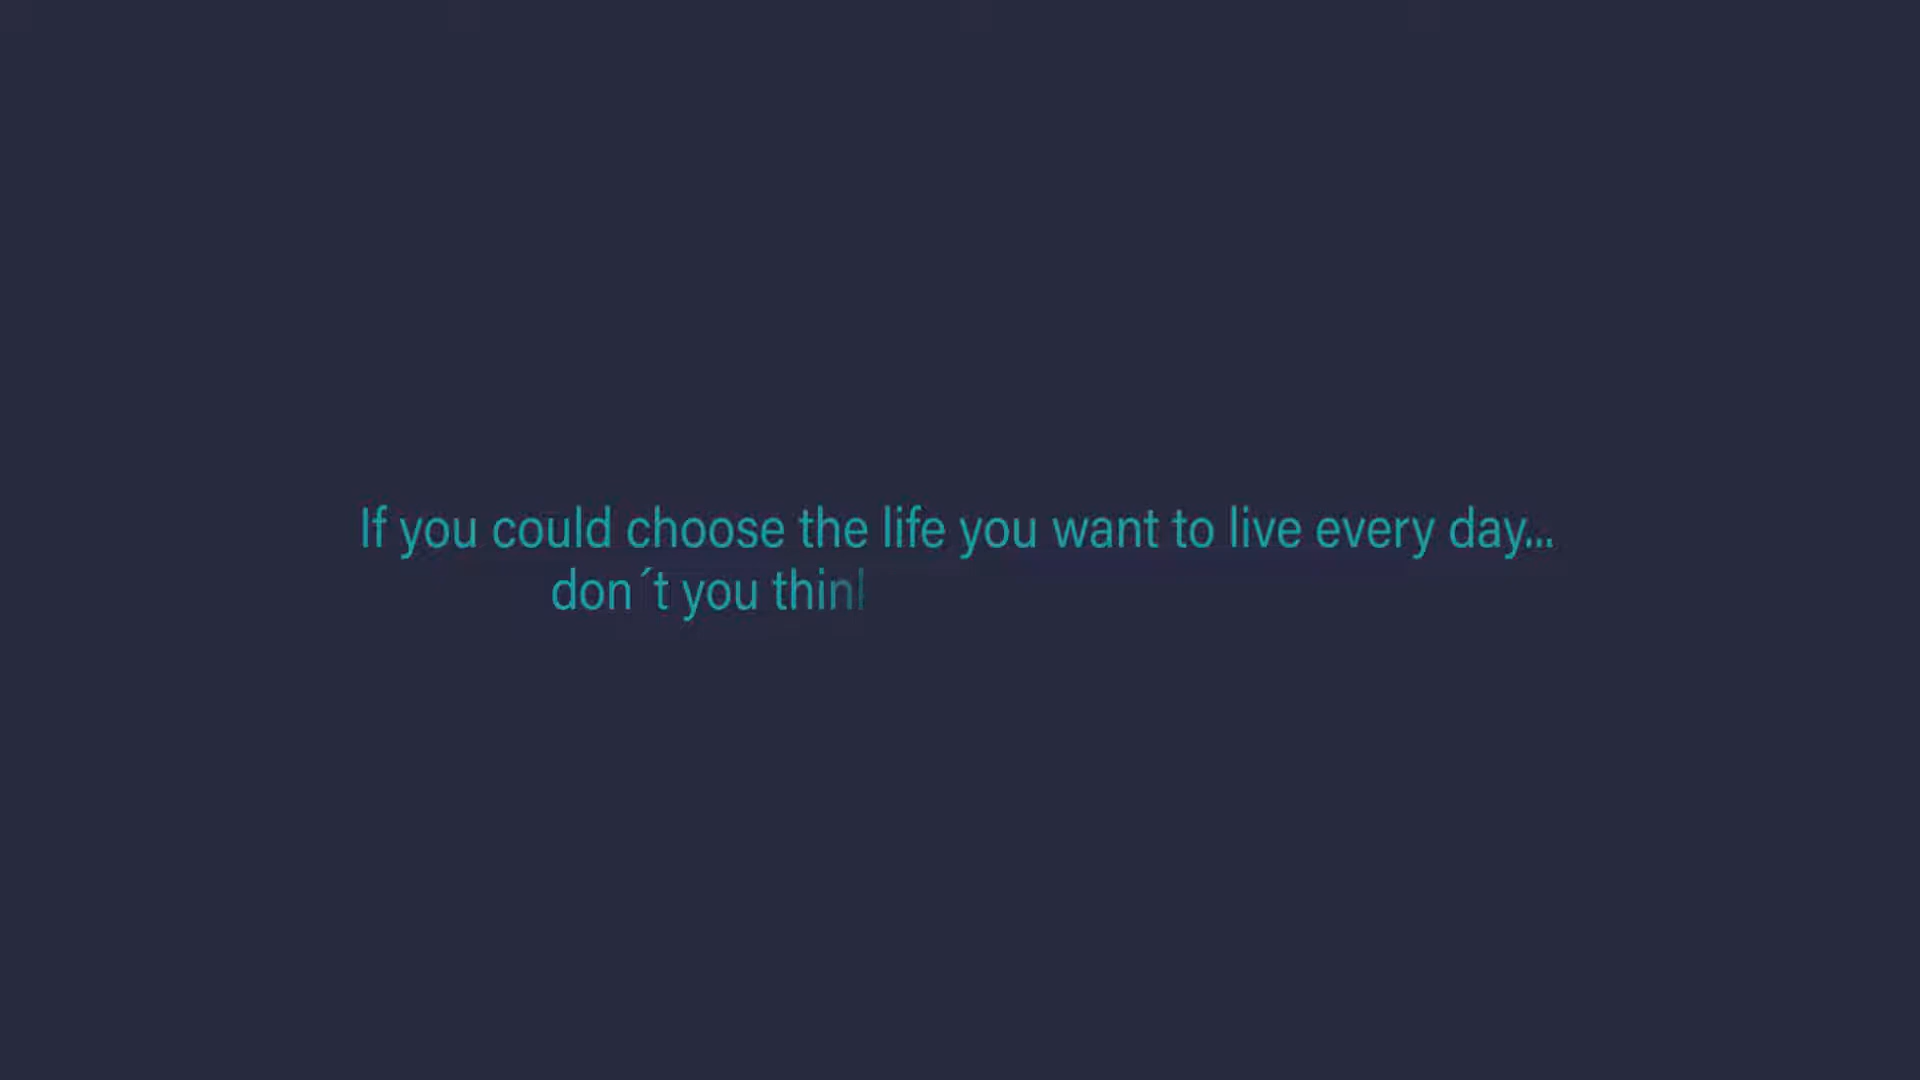 If you could choose the life you want to live every day...
don´t you thin